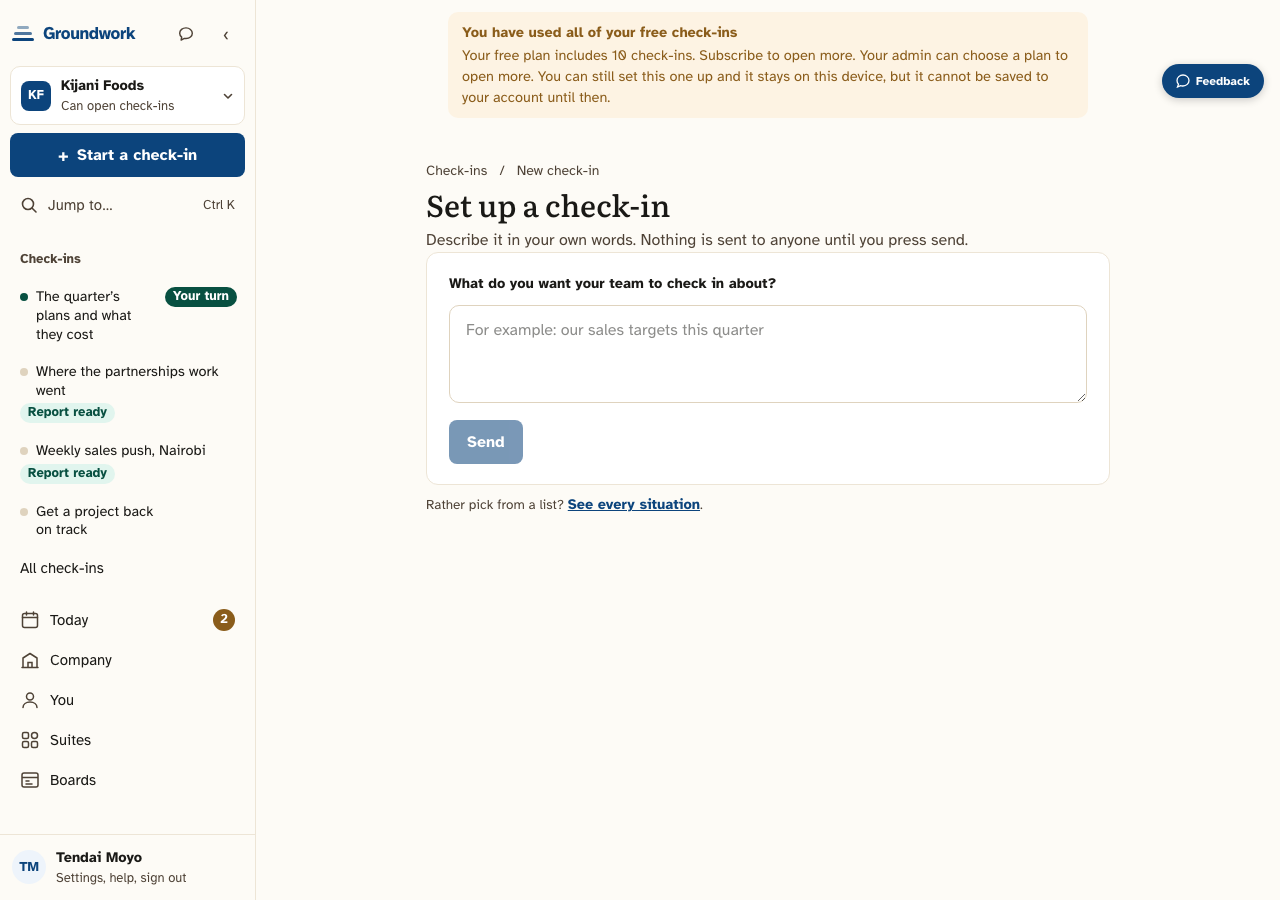 Groundwork
KF
Kijani Foods
Can open check-ins
+ Start a check-in
Jump to...
Ctrl K
Check-ins
The quarter's
plans and what
they cost
Your turn
Where the partnerships work
went
Report ready
Weekly sales push, Nairobi
Report ready
Get a project back
on track
All check-ins
Today
2
Company
You
Suites
Boards
TM
Tendai Moyo
Settings, help, sign out
You have used all of your free check-ins
Your free plan includes 10 check-ins. Subscribe to open more. Your admin can choose a plan to
open more. You can still set this one up and it stays on this device, but it cannot be saved to
your account until then.
Feedback
Check-ins / New check-in
Set up a check-in
Describe it in your own words. Nothing is sent to anyone until you press send.
What do you want your team to check in about?
For example: our sales targets this quarter
Send
Rather pick from a list? See every situation.